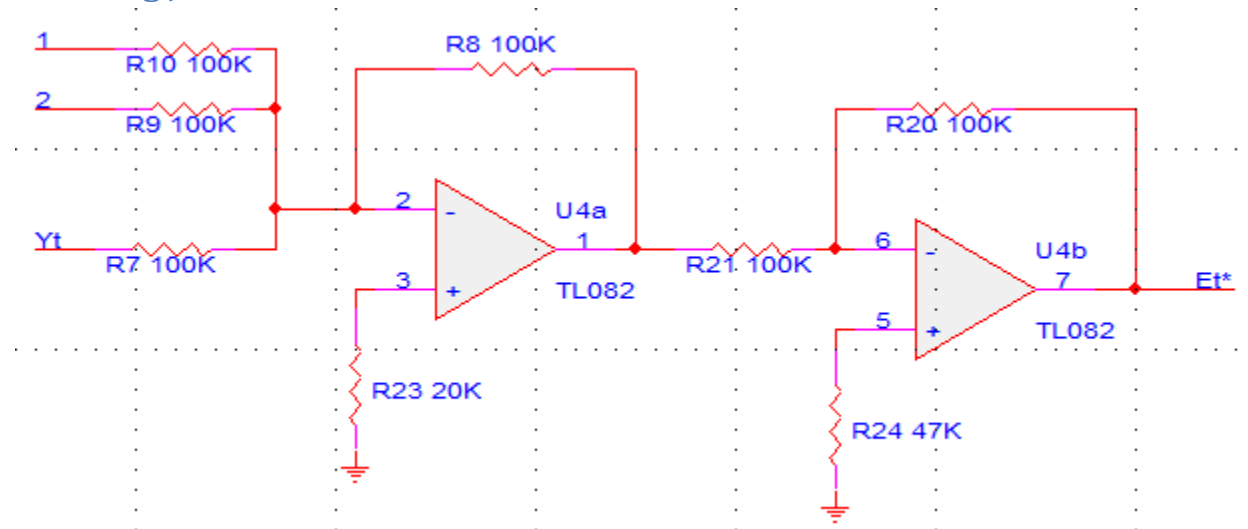 1
R10 100K
2
R9 100K
Yt
R7 100K
R8 100K
2
-
U4a
1
3
+
TL082
R23 20K
R21 100K
R20 100K
6
-
U4b
7
Et*
5
+
TL082
R24 47K